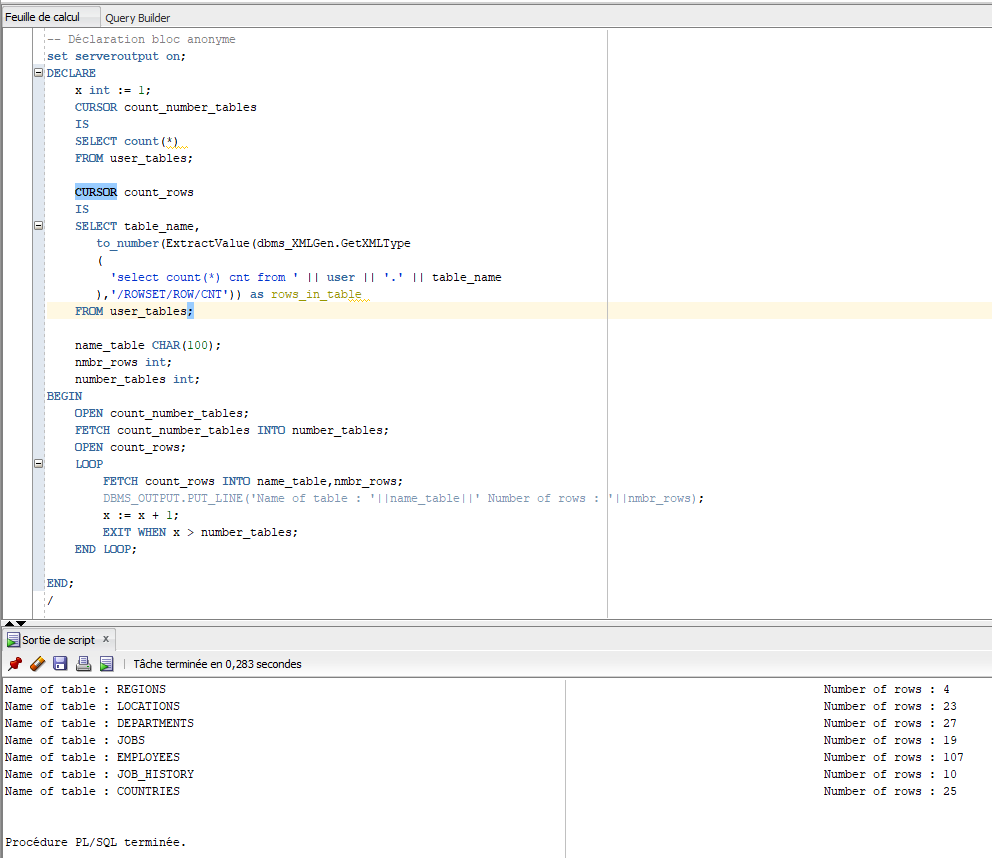 Feuille de calcul Query Builder
-- Déclaration bloc anonyme
set serveroutput on;
DECLARE
x int := 1;
CURSOR count_number_tables
IS
SELECT count(*)
FROM user_tables;
CURSOR count_rows
IS
SELECT table_name,
to_number(ExtractValue(dbms_XMLGen.GetXMLType
(
'select count(*) cnt from ' || user || '.' || table_name
),'/ROWSET/ROW/CNT')) as rows_in_table
FROM user_tables;
name_table CHAR(100);
nmbr_rows int;
number_tables int;
BEGIN
OPEN count_number_tables;
FETCH count_number_tables INTO number_tables;
OPEN count_rows;
LOOP
FETCH count_rows INTO name_table,nmbr_rows;
DBMS_OUTPUT.PUT_LINE('Name of table : '||name_table||' Number of rows : '||nmbr_rows);
x := x + 1;
EXIT WHEN x > number_tables;
END LOOP;
END;
/
Sortie de script x
Tâche terminée en 0,283 secondes
Name of table : REGIONS Number of rows : 4
Name of table : LOCATIONS Number of rows : 23
Name of table : DEPARTMENTS Number of rows : 27
Name of table : JOBS Number of rows : 19
Name of table : EMPLOYEES Number of rows : 107
Name of table : JOB_HISTORY Number of rows : 10
Name of table : COUNTRIES Number of rows : 25
Procédure PL/SQL terminée.